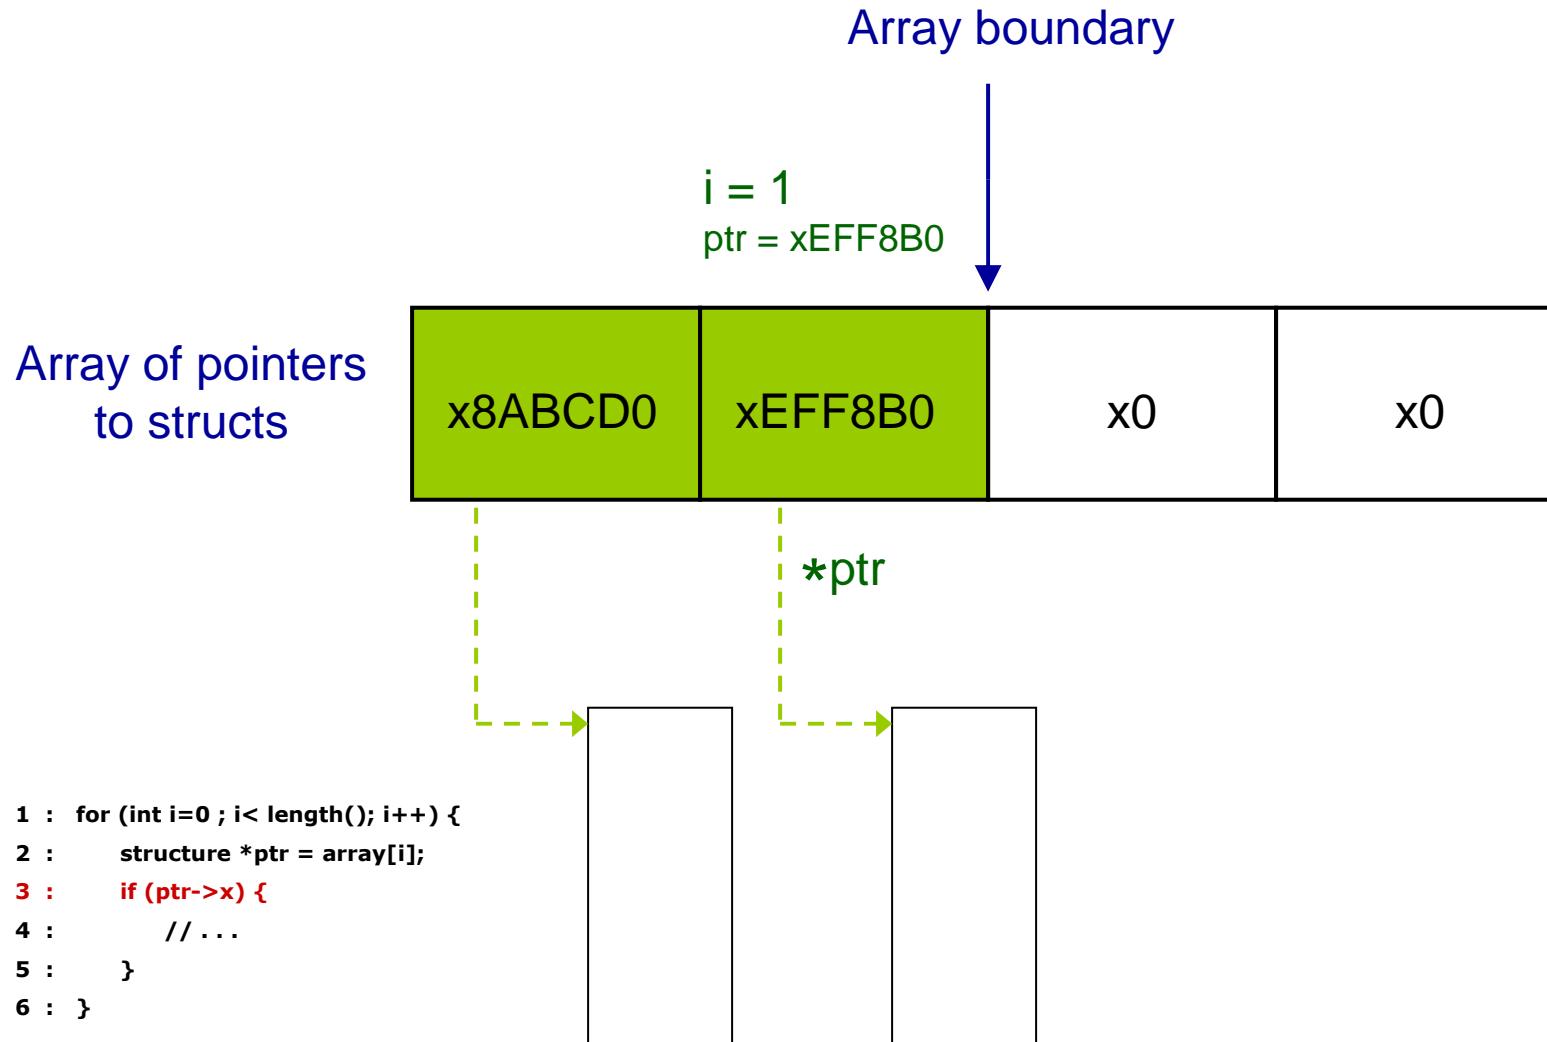 Array boundary
i = 1
ptr = xEFF8B0
Array of pointers
to structs
x8ABCD0
xEFF8B0
x0
x0
*ptr
1 : for (int i=0 ; i< length(); i++) {
2 : structure *ptr = array[i];
3 : if (ptr->x) {
4 : // . . .
5 : }
6 : }